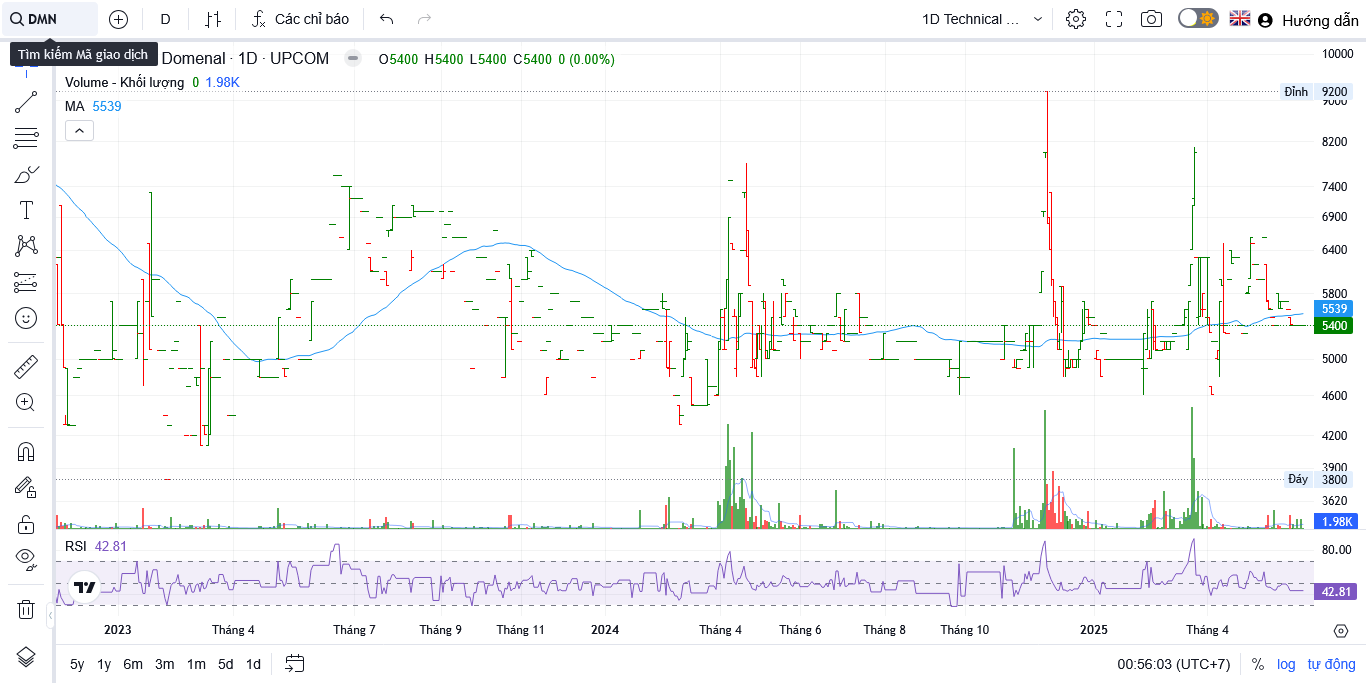 DMN
D
Các chỉ báo
1D Technical ...
Hướng dẫn
Tìm kiếm Mã giao dịch
Domenal · 1D · UPCOM
O5400 H5400 L5400 C5400 0 (0.00%)
Volume - Khối lượng 0 1.98K
MA 5539
10000
Đỉnh 9200
9000
8200
7400
6900
6400
5800
5539
5400
5000
4600
4200
3900
Đáy 3800
3620
1.98K
RSI 42.81
80.00
42.81
2023 Tháng 4 Tháng 7 Tháng 9 Tháng 11 2024 Tháng 4 Tháng 6 Tháng 8 Tháng 10 2025 Tháng 4
5y 1y 6m 3m 1m 5d 1d
00:56:03 (UTC+7) % log tự động